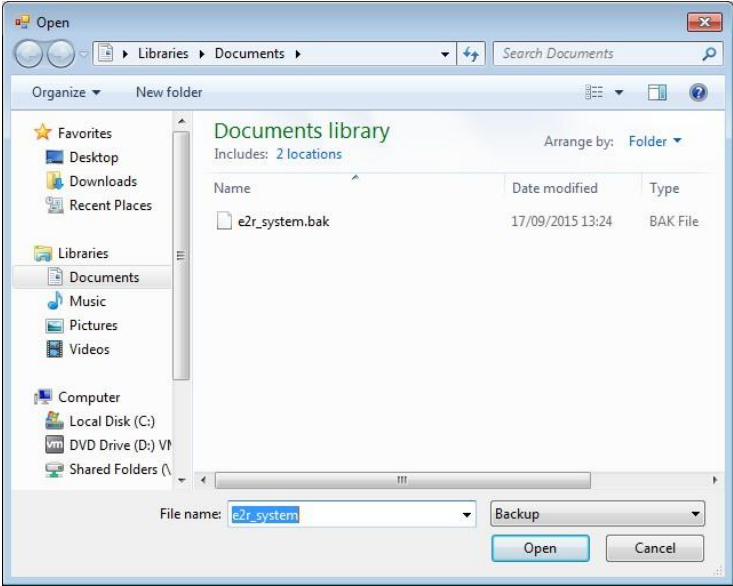 Open
Libraries Documents
Search Documents
Organize New folder
Favorites
Desktop
Downloads
Recent Places
Libraries
Documents
Music
Pictures
Videos
Computer
Local Disk (C:)
vm DVD Drive (D:)
Shared Folders (\
Documents library
Includes: 2 locations
Arrange by: Folder
Name Date modified Type
e2r_system.bak 17/09/2015 13:24 BAK File
File name: e2r_system Backup
Open Cancel